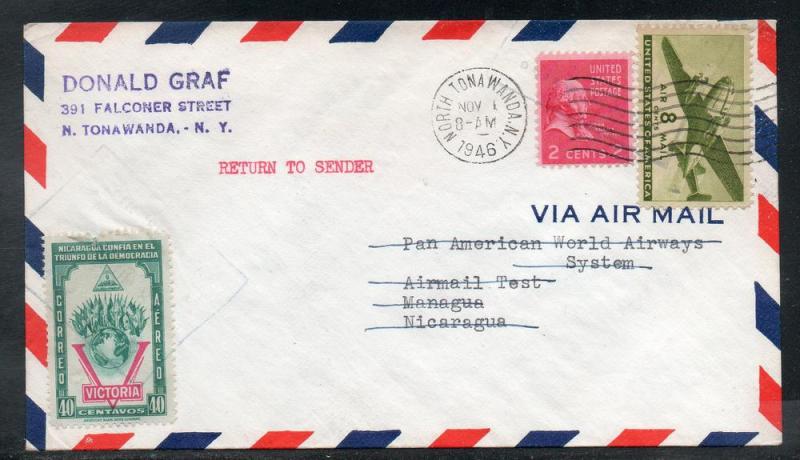 DONALD GRAF
391 FALCONER STREET
N. TONAWANDA, - N. Y.
RETURN TO SENDER
NORTH TONAWANDA, N.Y.
NOV 1
8-AM
1946
UNITED
STATES
POSTAGE
2 CENTS
UNITED STATES OF AMERICA
AIR MAIL
8
CENTS
VIA AIR MAIL
Pan American World Airways
System
Airmail Test
Managua
Nicaragua
NICARAGUA CONFIA EN EL
TRIUNFO DE LA DEMOCRACIA
CORREO
AÉREO
VICTORIA
40 CENTAVOS 40